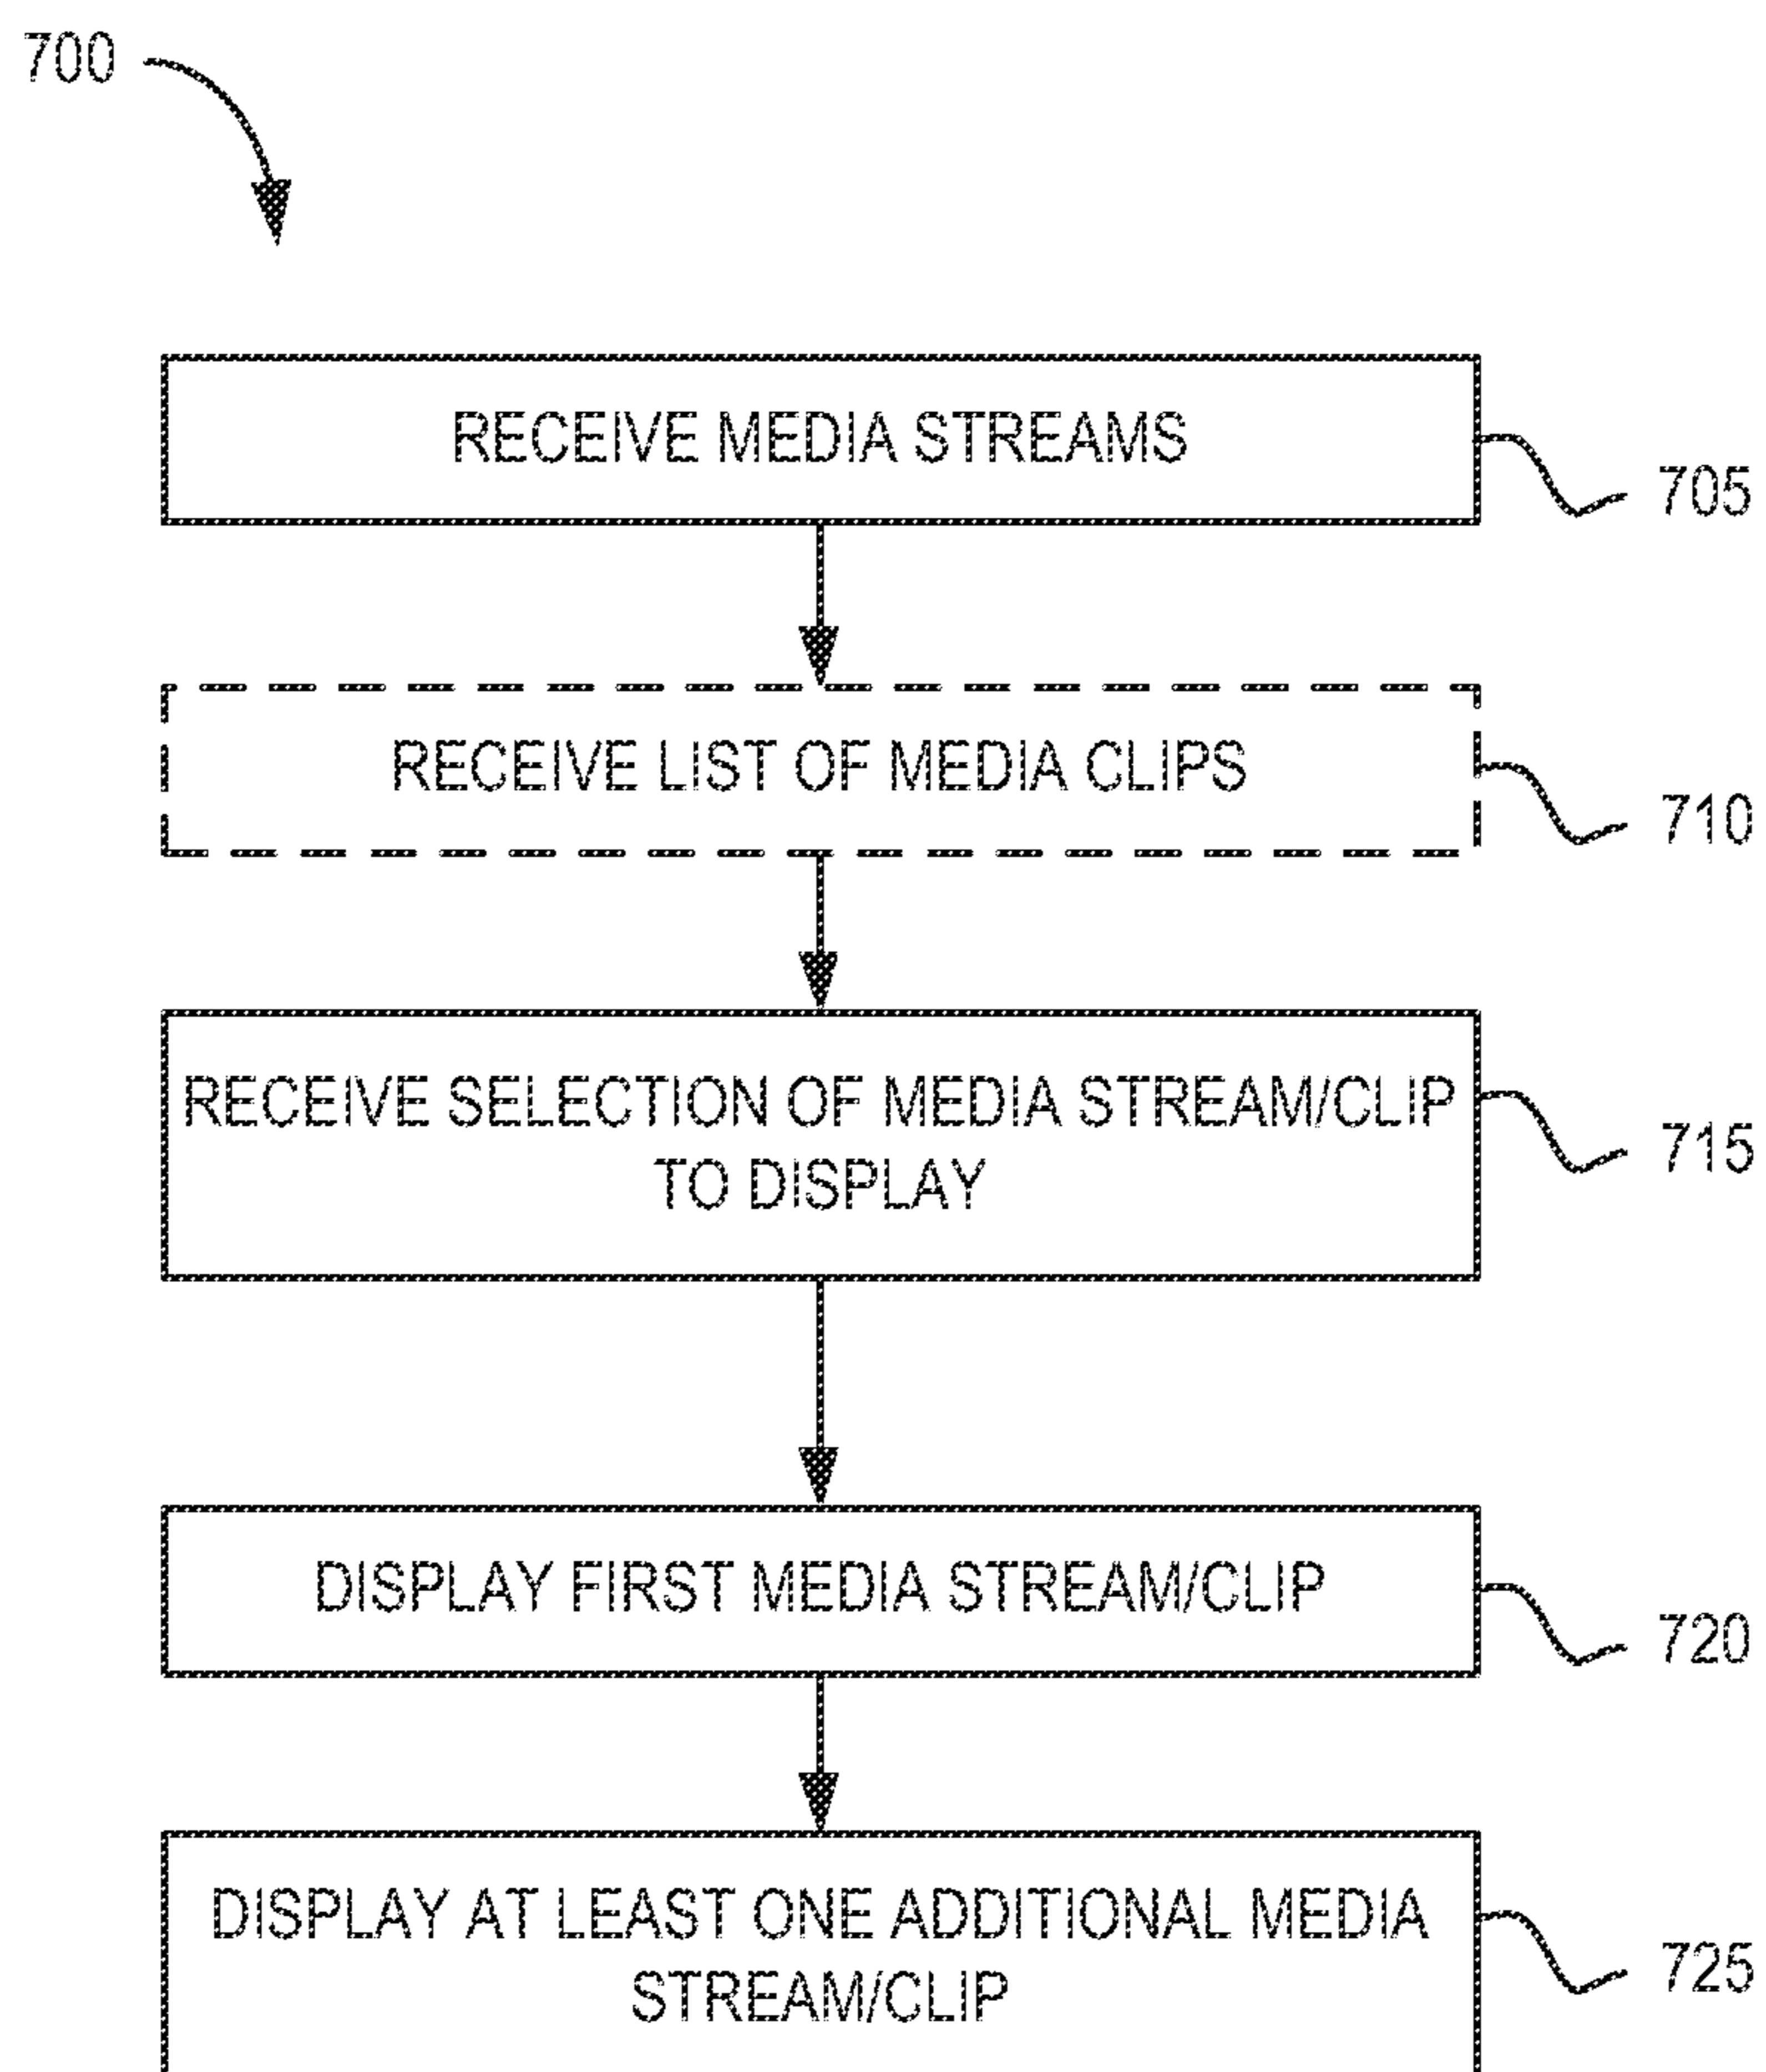 700
RECEIVE MEDIA STREAMS
705
RECEIVE LIST OF MEDIA CLIPS
710
RECEIVE SELECTION OF MEDIA STREAM/CLIP
TO DISPLAY
715
DISPLAY FIRST MEDIA STREAM/CLIP
720
DISPLAY AT LEAST ONE ADDITIONAL MEDIA
STREAM/CLIP
725